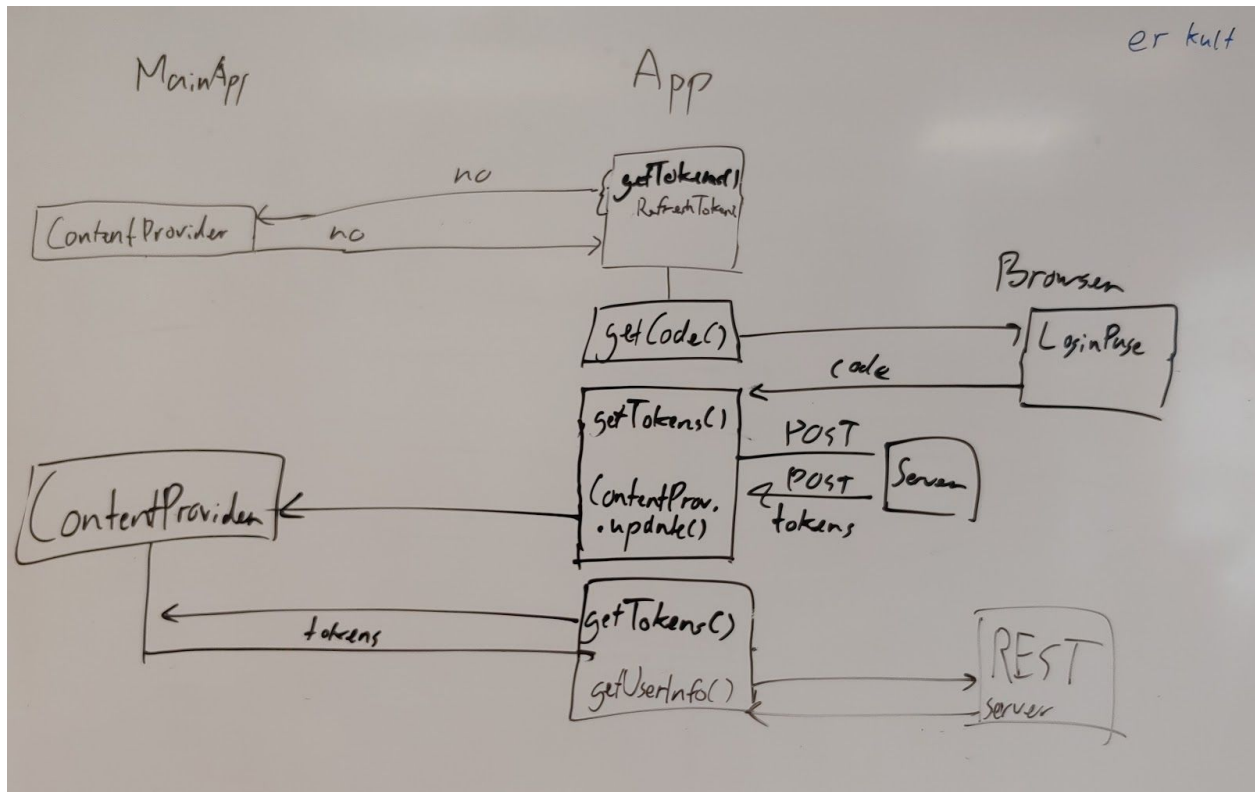 er kult
MainApp
App
no
getTokens()
RefreshToken
ContentProvider
no
Browser
getCode()
LoginPage
code
getTokens()
POST
POST
Server
tokens
ContentProv.
.update()
ContentProvider
getTokens()
tokens
getUserInfo()
REST
server